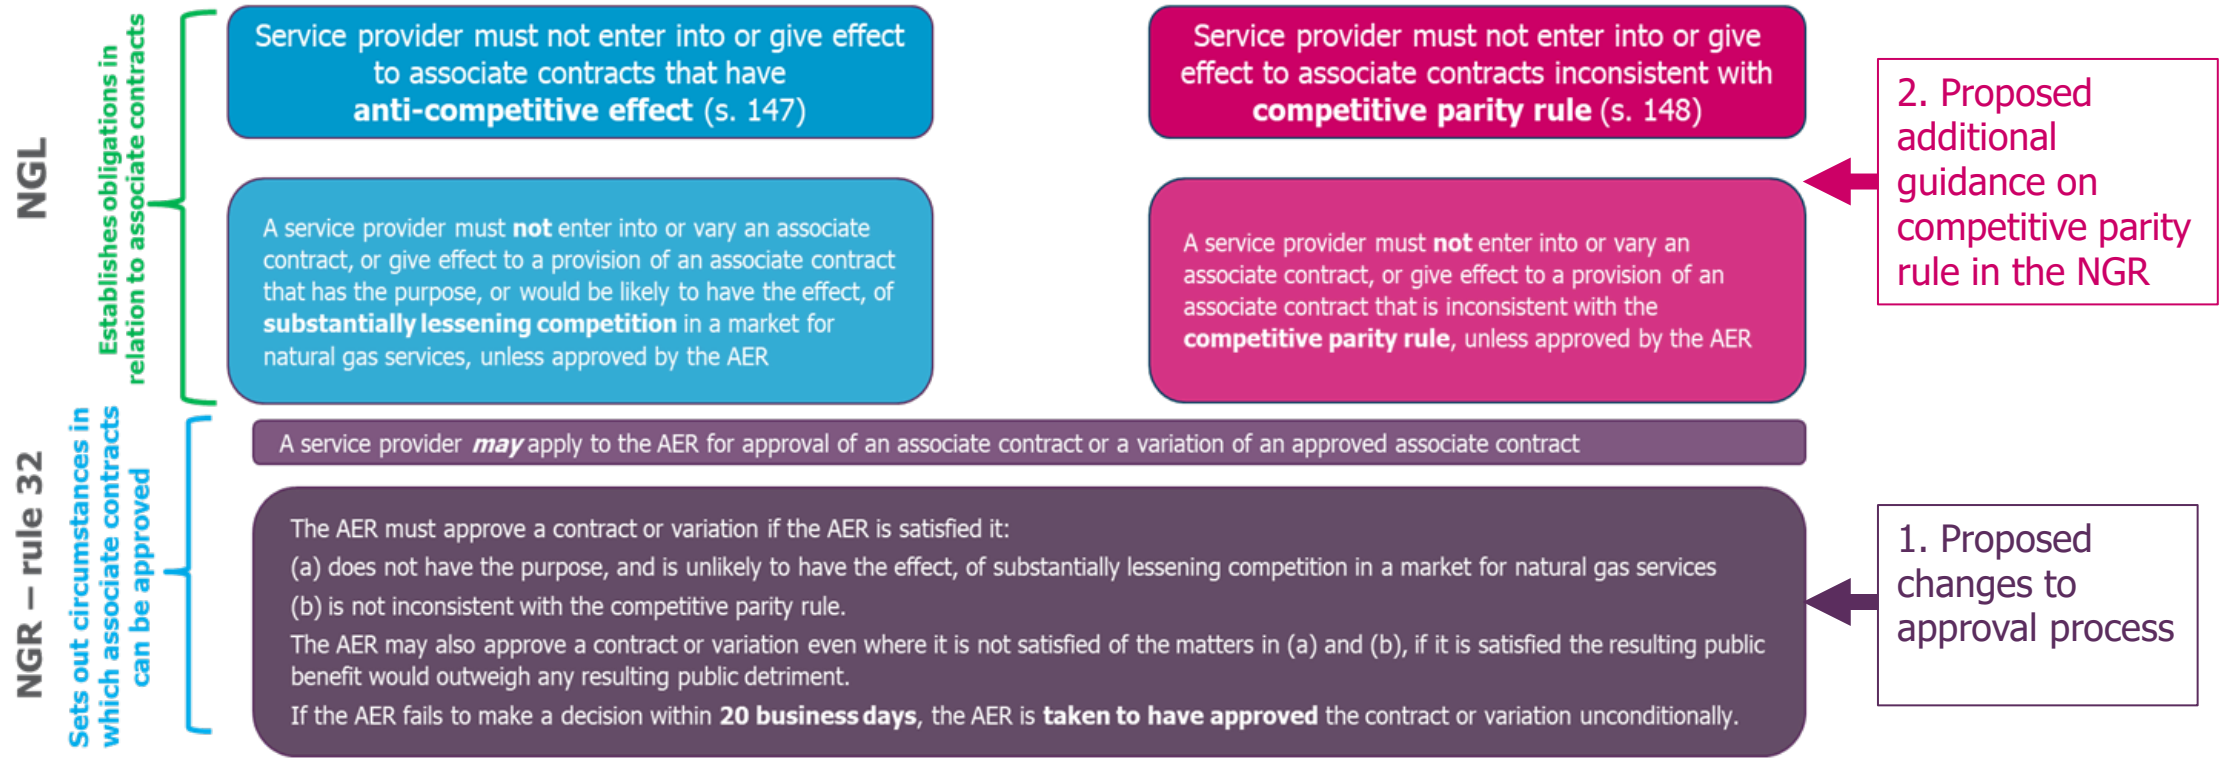 NGL
Establishes obligations in
relation to associate contracts
Service provider must not enter into or give effect
to associate contracts that have
anti-competitive effect (s. 147)
Service provider must not enter into or give
effect to associate contracts inconsistent with
competitive parity rule (s. 148)
A service provider must not enter into or vary an associate
contract, or give effect to a provision of an associate contract
that has the purpose, or would be likely to have the effect, of
substantially lessening competition in a market for
natural gas services, unless approved by the AER
A service provider must not enter into or vary an
associate contract, or give effect to a provision of an
associate contract that is inconsistent with the
competitive parity rule, unless approved by the AER
2. Proposed
additional
guidance on
competitive parity
rule in the NGR
NGR – rule 32
Sets out circumstances in
which associate contracts
can be approved
A service provider may apply to the AER for approval of an associate contract or a variation of an approved associate contract
The AER must approve a contract or variation if the AER is satisfied it:
(a) does not have the purpose, and is unlikely to have the effect, of substantially lessening competition in a market for natural gas services
(b) is not inconsistent with the competitive parity rule.
The AER may also approve a contract or variation even where it is not satisfied of the matters in (a) and (b), if it is satisfied the resulting public
benefit would outweigh any resulting public detriment.
If the AER fails to make a decision within 20 business days, the AER is taken to have approved the contract or variation unconditionally.
1. Proposed
changes to
approval process